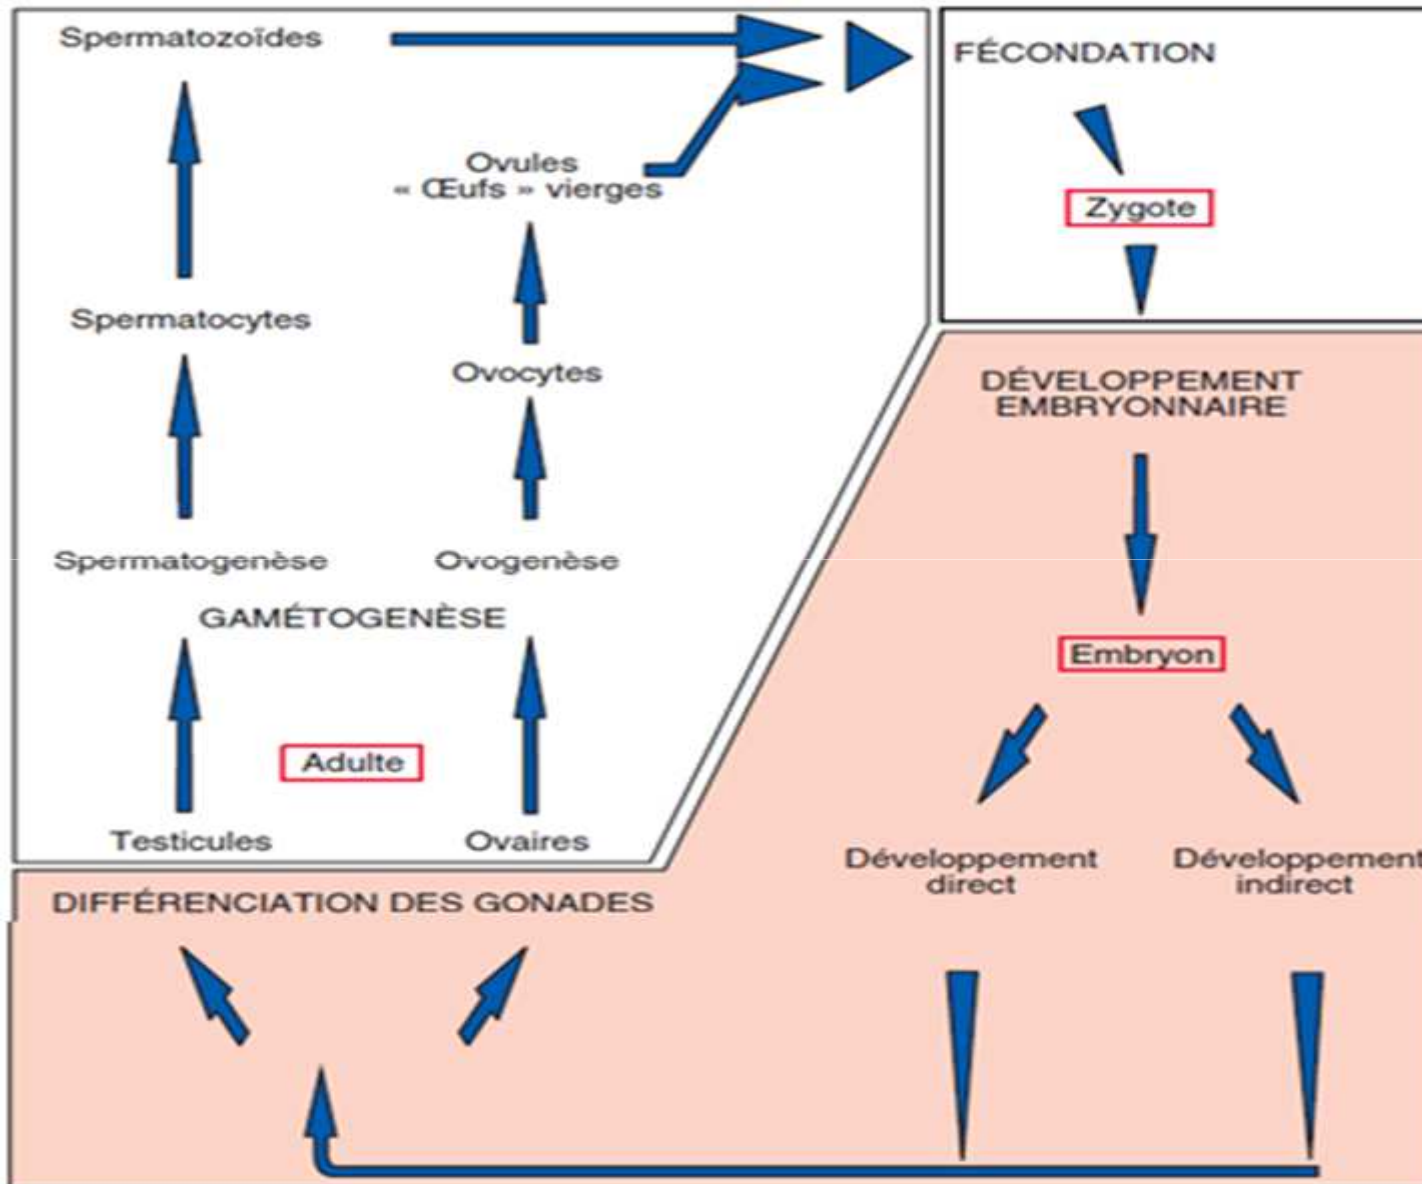 Spermatozoïdes
Ovules
« Œufs » vierges
Spermatocytes
Ovocytes
Spermatogenèse
Ovogenèse
GAMÉTOGENÈSE
Adulte
Testicules
Ovaires
FÉCONDATION
Zygote
DÉVELOPPEMENT
EMBRYONNAIRE
Embryon
Développement
direct
Développement
indirect
DIFFÉRENCIATION DES GONADES